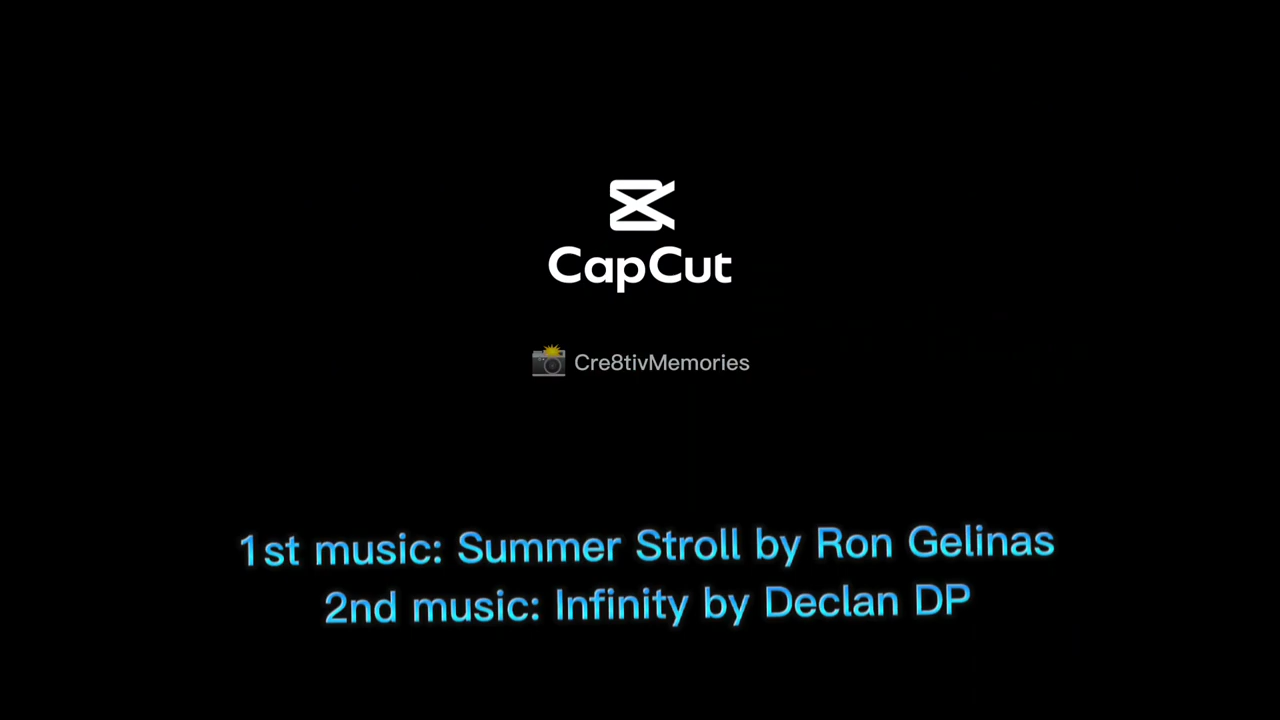 CapCut
Cre8tivMemories
1st music: Summer Stroll by Ron Gelinas
2nd music: Infinity by Declan DP